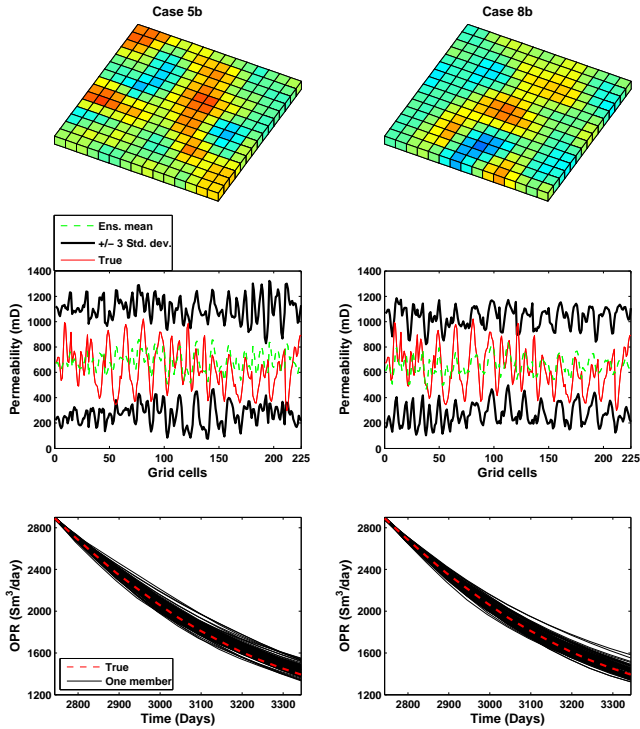 Case 5b
Case 8b
Ens. mean
+/− 3 Std. dev.
True
1400
1200
1000
800
600
400
200
0
Permeability (mD)
0 50 100 150 200 225
Grid cells
1400
1200
1000
800
600
400
200
0
Permeability (mD)
0 50 100 150 200 225
Grid cells
2800
2400
2000
1600
1200
OPR (Sm³/day)
True
One member
2800 2900 3000 3100 3200 3300
Time (Days)
2800
2400
2000
1600
1200
OPR (Sm³/day)
2800 2900 3000 3100 3200 3300
Time (Days)